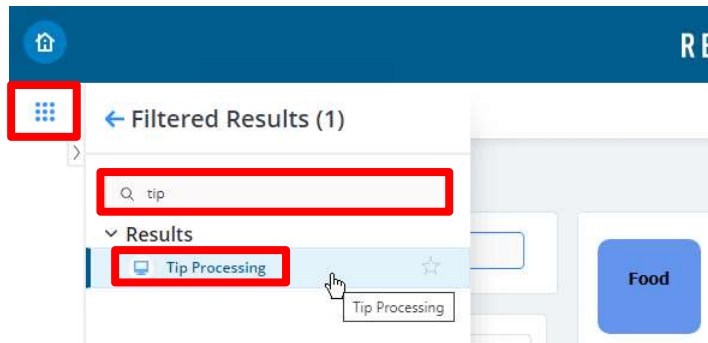 RE
Filtered Results (1)
tip
Results
Tip Processing
Tip Processing
Food